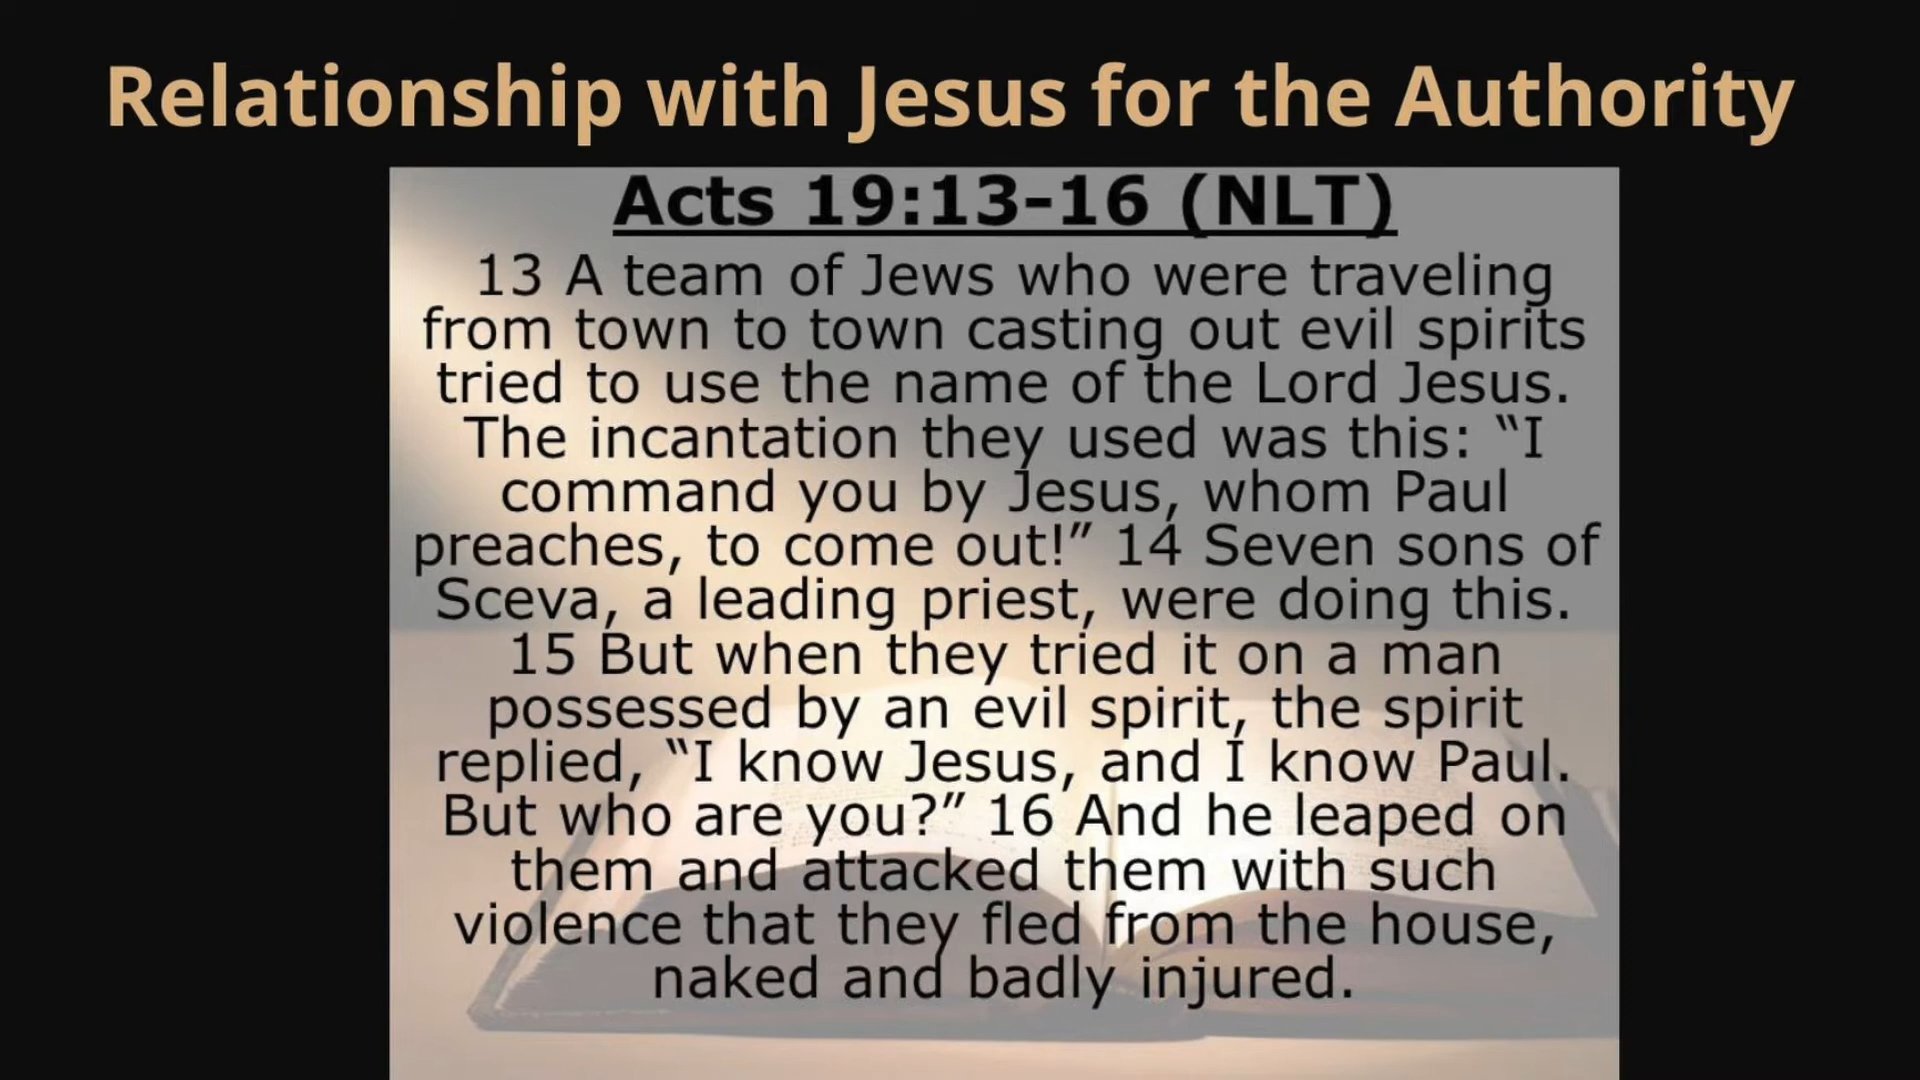 Relationship with Jesus for the Authority
Acts 19:13-16 (NLT)
13 A team of Jews who were traveling
from town to town casting out evil spirits
tried to use the name of the Lord Jesus.
The incantation they used was this: “I
command you by Jesus, whom Paul
preaches, to come out!” 14 Seven sons of
Sceva, a leading priest, were doing this.
15 But when they tried it on a man
possessed by an evil spirit, the spirit
replied, “I know Jesus, and I know Paul.
But who are you?” 16 And he leaped on
them and attacked them with such
violence that they fled from the house,
naked and badly injured.